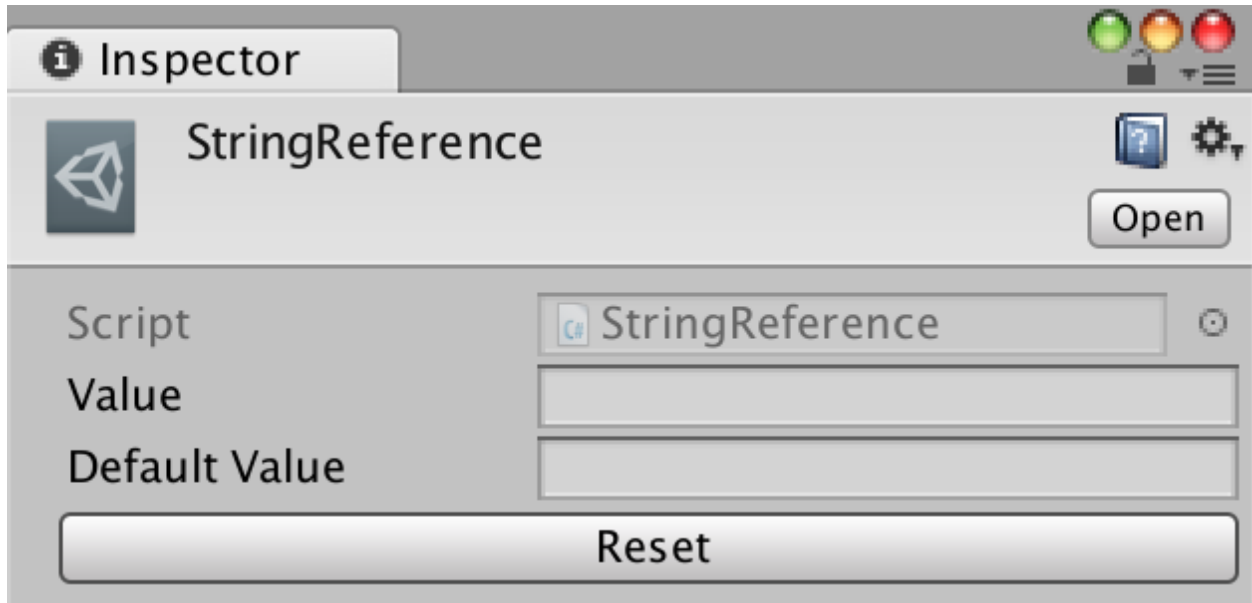 Inspector
StringReference
Open
Script C# StringReference
Value
Default Value
Reset